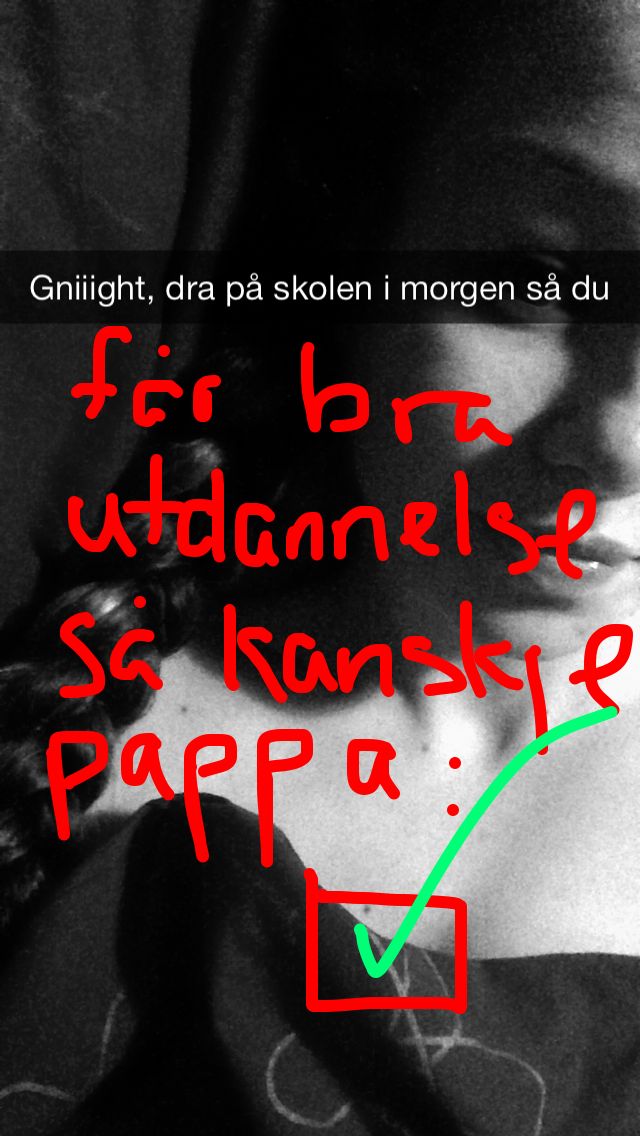 Gniiight, dra på skolen i morgen så du
får bra
utdannelse
så kanskje
pappa :